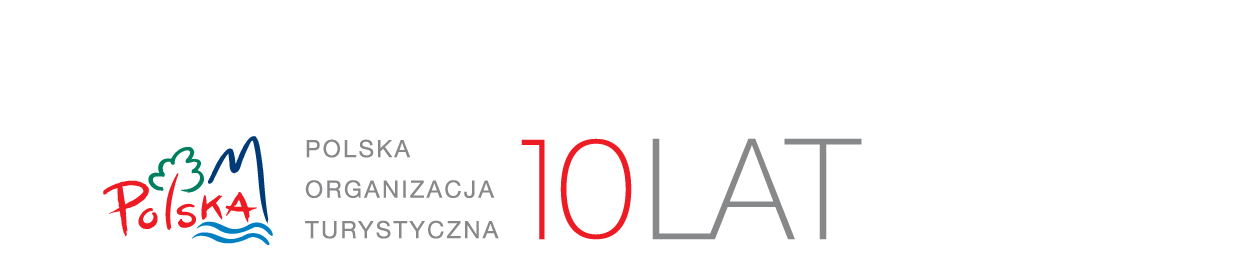 Polska
POLSKA
ORGANIZACJA
TURYSTYCZNA
10LAT